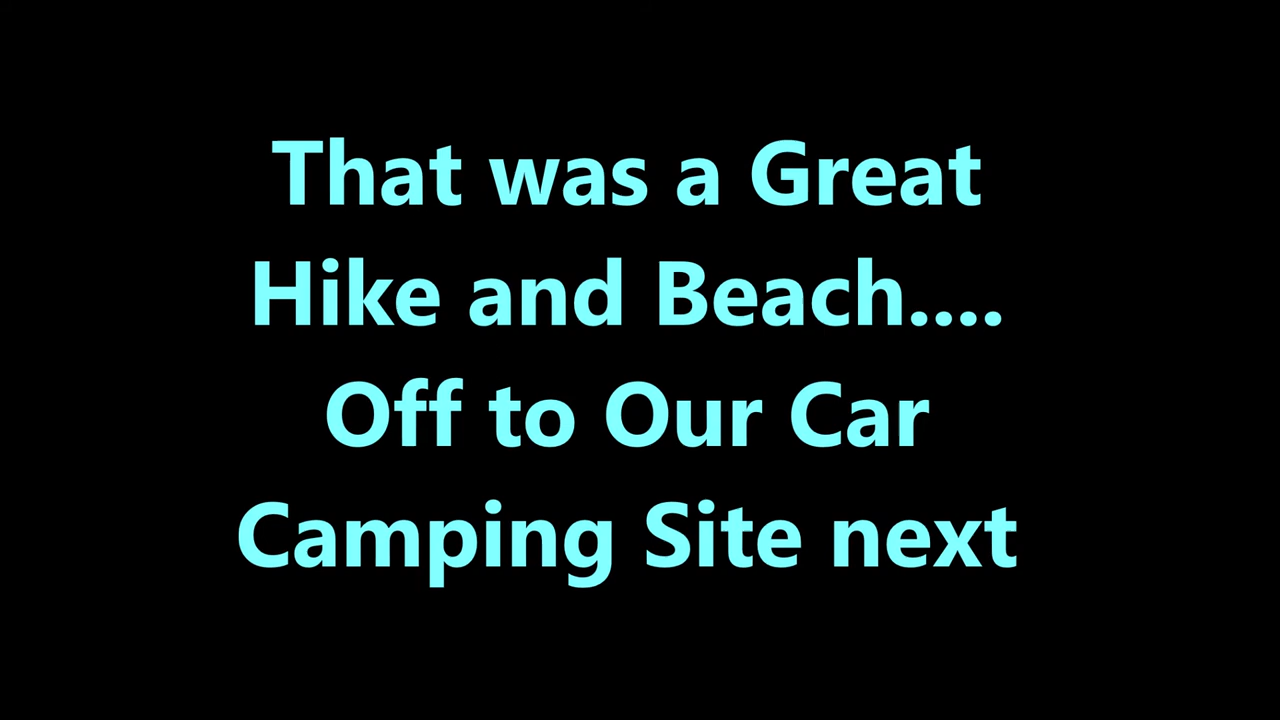 That was a Great
Hike and Beach....
Off to Our Car
Camping Site next